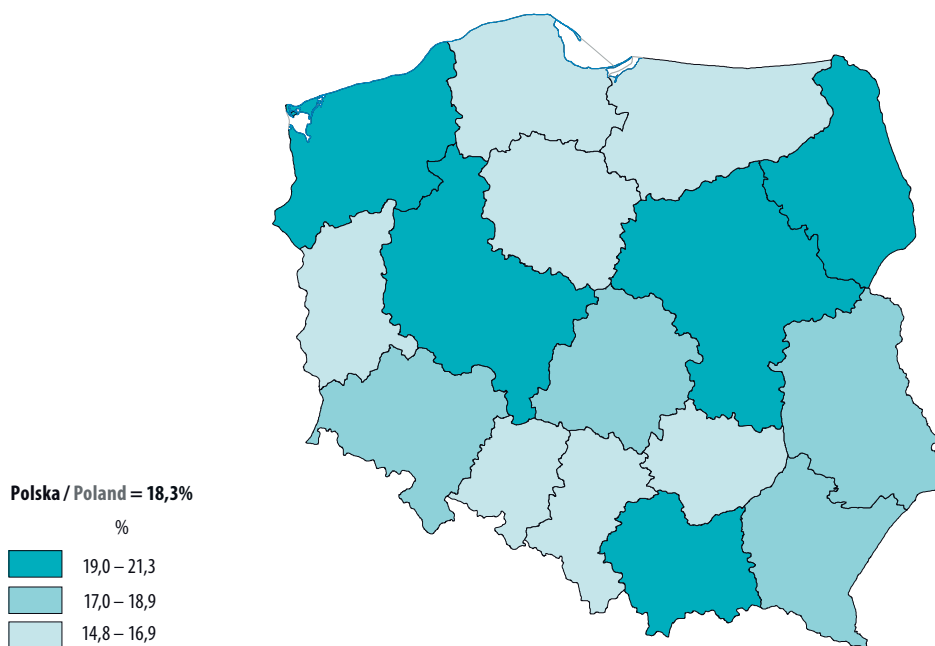 Polska / Poland = 18,3%
%
19,0 – 21,3
17,0 – 18,9
14,8 – 16,9